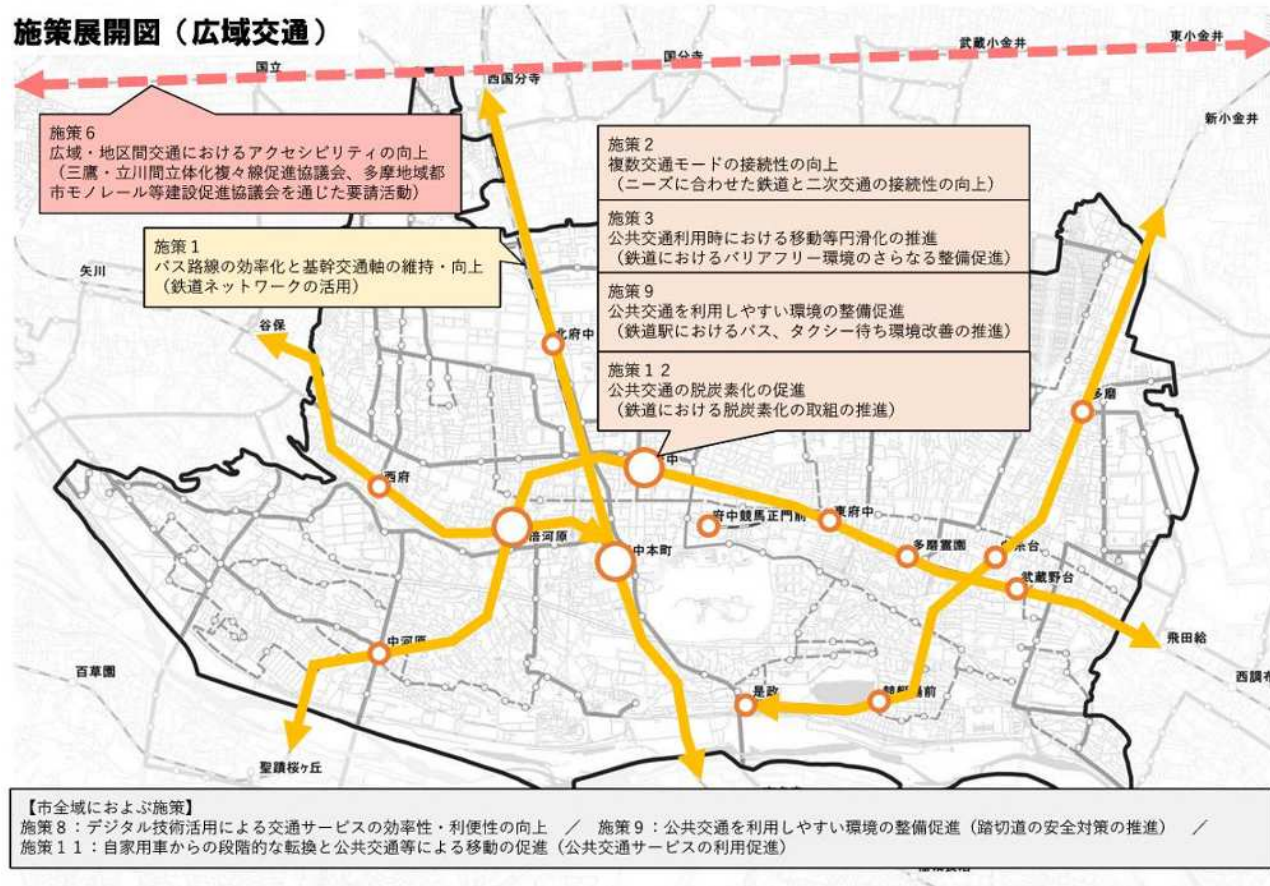 施策展開図（広域交通）
国立
西国分寺
国分寺
武蔵小金井
東小金井
新小金井
施策６
広域・地区間交通におけるアクセシビリティの向上
（三鷹・立川間立体化複々線促進協議会、多摩地域都
市モノレール等建設促進協議会を通じた要請活動）
施策２
複数交通モードの接続性の向上
（ニーズに合わせた鉄道と二次交通の接続性の向上）
施策３
公共交通利用時における移動等円滑化の推進
（鉄道におけるバリアフリー環境のさらなる整備促進）
施策９
公共交通を利用しやすい環境の整備促進
（鉄道駅におけるバス、タクシー待ち環境改善の推進）
施策１２
公共交通の脱炭素化の促進
（鉄道における脱炭素化の取組の推進）
施策１
バス路線の効率化と基幹交通軸の維持・向上
（鉄道ネットワークの活用）
矢川
谷保
北府中
多磨
西府
中
倍河原
中本町
府中競馬正門前
東府中
多磨霊園
武蔵野台
飛田給
西調布
中河原
百草園
是政
聖蹟桜ヶ丘
【市全域におよぶ施策】
施策８：デジタル技術活用による交通サービスの効率性・利便性の向上　／　施策９：公共交通を利用しやすい環境の整備促進（踏切道の安全対策の推進）　／
施策１１：自家用車からの段階的な転換と公共交通等による移動の促進（公共交通サービスの利用促進）